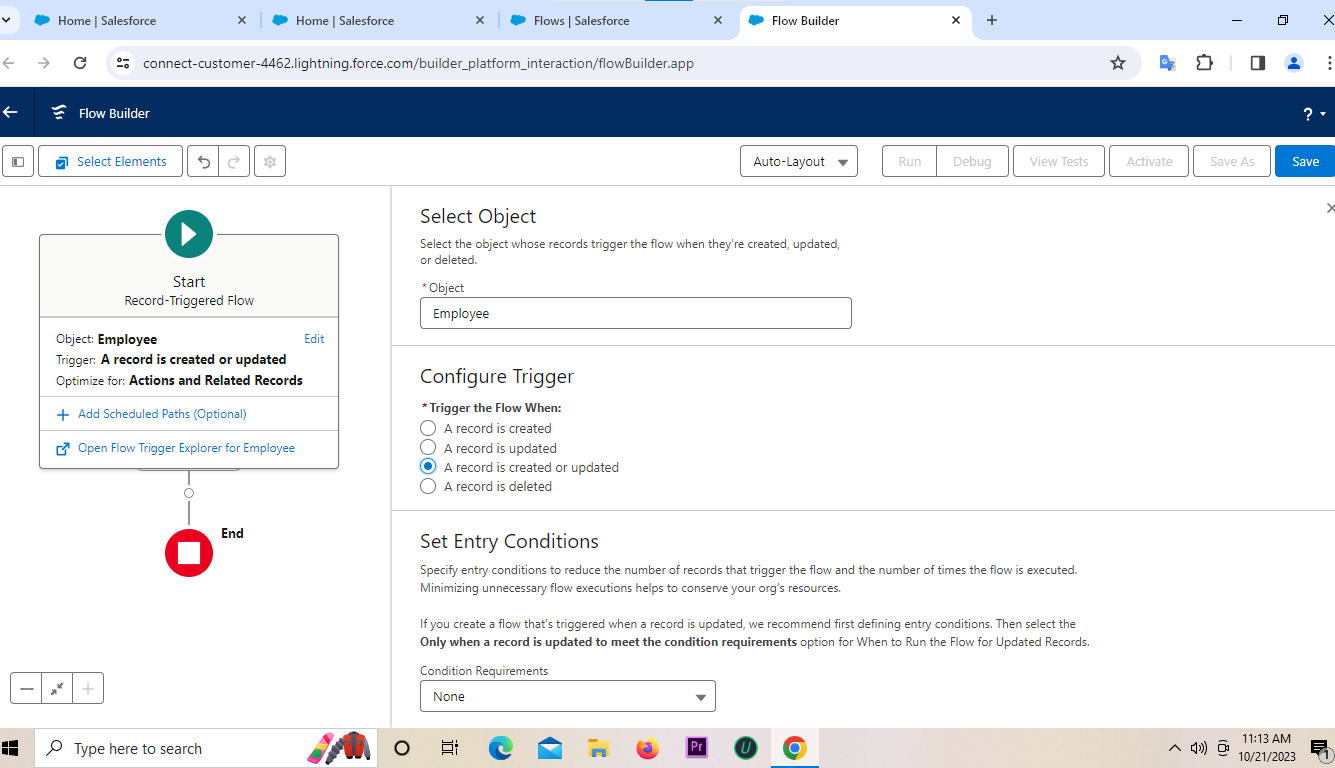 Home | Salesforce
Home | Salesforce
Flows | Salesforce
Flow Builder
connect-customer-4462.lightning.force.com/builder_platform_interaction/flowBuilder.app
Flow Builder
?
Select Elements
Auto-Layout
Run
Debug
View Tests
Activate
Save As
Save
Start
Record-Triggered Flow
Object: Employee
Edit
Trigger: A record is created or updated
Optimize for: Actions and Related Records
Add Scheduled Paths (Optional)
Open Flow Trigger Explorer for Employee
End
Select Object
Select the object whose records trigger the flow when they're created, updated,
or deleted.
*Object
Employee
Configure Trigger
*Trigger the Flow When:
A record is created
A record is updated
A record is created or updated
A record is deleted
Set Entry Conditions
Specify entry conditions to reduce the number of records that trigger the flow and the number of times the flow is executed.
Minimizing unnecessary flow executions helps to conserve your org's resources.
If you create a flow that's triggered when a record is updated, we recommend first defining entry conditions. Then select the
Only when a record is updated to meet the condition requirements option for When to Run the Flow for Updated Records.
Condition Requirements
None
Type here to search
Pr
U
11:13 AM
10/21/2023
1